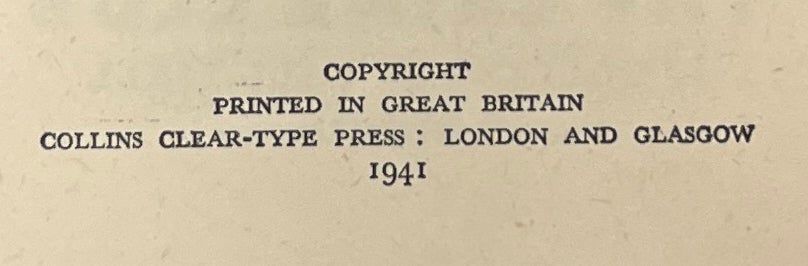 COPYRIGHT
PRINTED IN GREAT BRITAIN
COLLINS CLEAR-TYPE PRESS : LONDON AND GLASGOW
1941